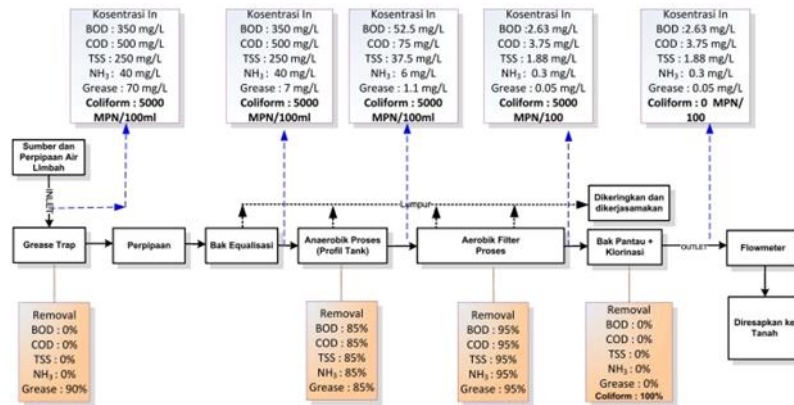 Kosentrasi In
BOD : 350 mg/L
COD : 500 mg/L
TSS : 250 mg/L
NH₃ : 40 mg/L
Grease : 70 mg/L
Coliform : 5000
MPN/100ml
Kosentrasi In
BOD : 350 mg/L
COD : 500 mg/L
TSS : 250 mg/L
NH₃ : 40 mg/L
Grease : 7 mg/L
Coliform : 5000
MPN/100ml
Kosentrasi In
BOD : 52.5 mg/L
COD : 75 mg/L
TSS : 37.5 mg/L
NH₃ : 6 mg/L
Grease : 1.1 mg/L
Coliform : 5000
MPN/100ml
Kosentrasi In
BOD : 2.63 mg/L
COD : 3.75 mg/L
TSS : 1.88 mg/L
NH₃ : 0.3 mg/L
Grease : 0.05 mg/L
Coliform : 5000
MPN/100
Kosentrasi In
BOD :2.63 mg/L
COD : 3.75 mg/L
TSS : 1.88 mg/L
NH₃ : 0.3 mg/L
Grease : 0.05 mg/L
Coliform : 0 MPN/
100
Sumber dan
Perpipaan Air
Limbah
INLET
Lumpur
Dikeringkan dan
dikerjasamakan
Grease Trap
Perpipaan
Bak Equalisasi
Anaerobik Proses
(Profil Tank)
Aerobik Filter
Proses
Bak Pantau +
Klorinasi
OUTLET
Flowmeter
Removal
BOD : 0%
COD : 0%
TSS : 0%
NH₃ : 0%
Grease : 90%
Removal
BOD : 85%
COD : 85%
TSS : 85%
NH₃ : 85%
Grease : 85%
Removal
BOD : 95%
COD : 95%
TSS : 95%
NH₃ : 95%
Grease : 95%
Removal
BOD : 0%
COD : 0%
TSS : 0%
NH₃ : 0%
Grease : 0%
Coliform : 100%
Diresapkan ke
Tanah